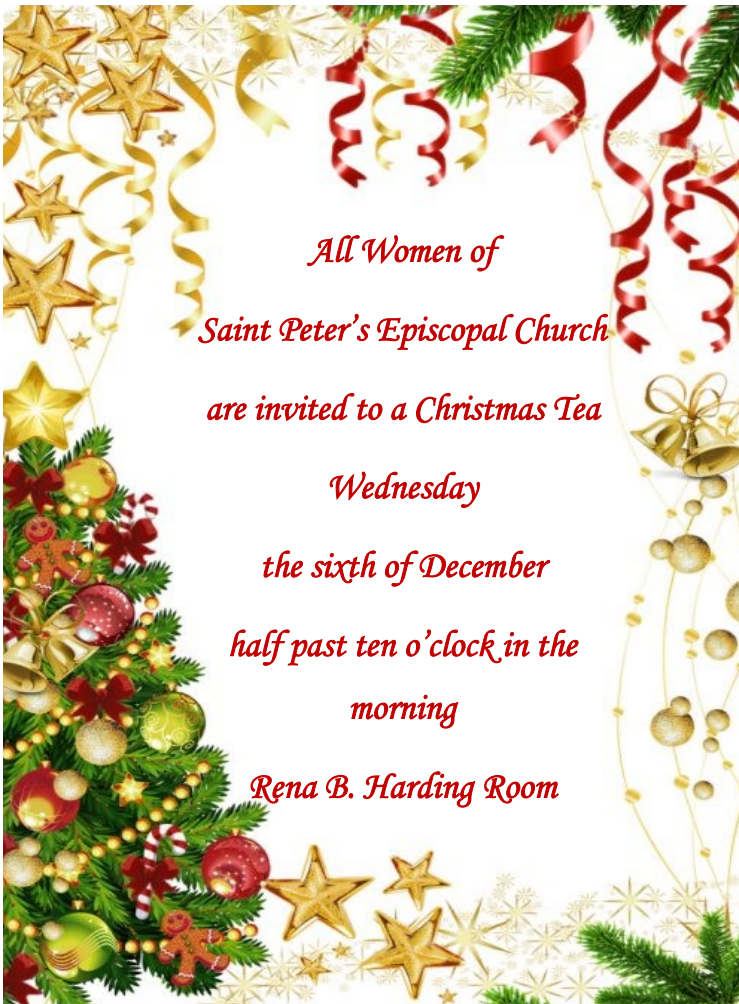 All Women of
Saint Peter’s Episcopal Church
are invited to a Christmas Tea
Wednesday
the sixth of December
half past ten o’clock in the
morning
Rena B. Harding Room